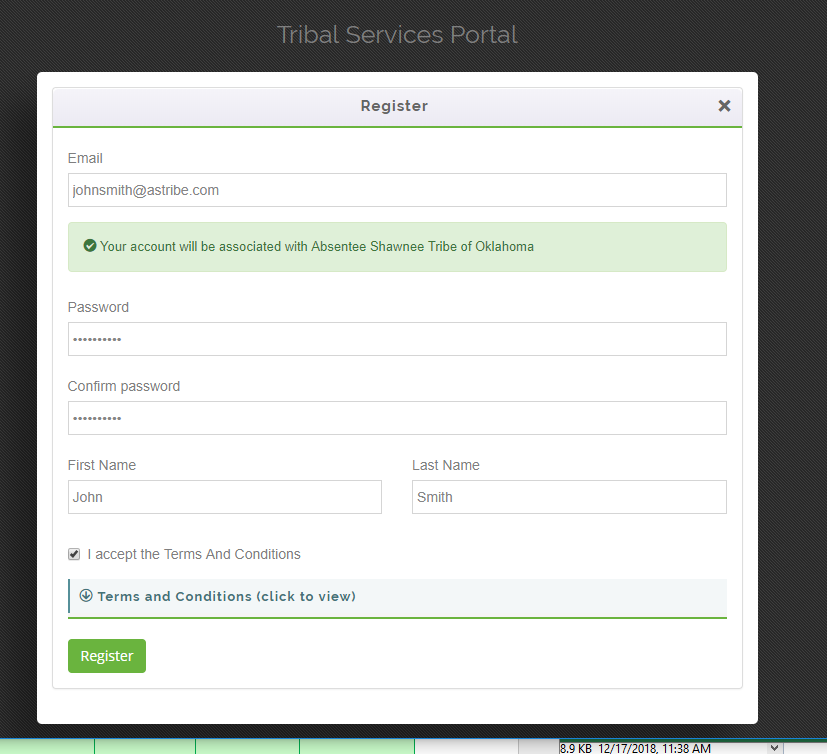 Tribal Services Portal
Register
Email
johnsmith@astribe.com
Your account will be associated with Absentee Shawnee Tribe of Oklahoma
Password
••••••••••
Confirm password
••••••••••
First Name Last Name
John Smith
I accept the Terms And Conditions
Terms and Conditions (click to view)
Register
8.9 KB 12/17/2018, 11:38 AM